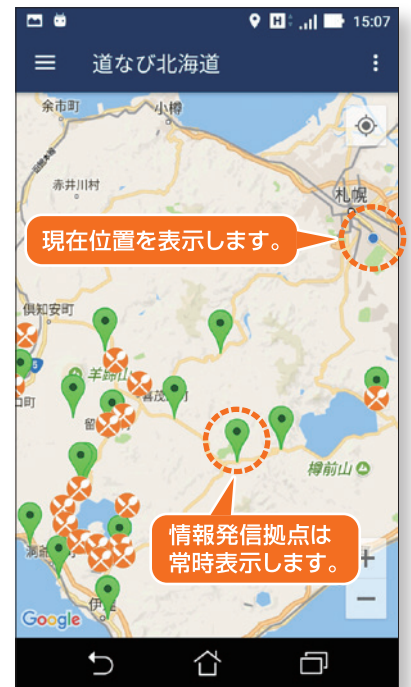 H
15:07
道なび北海道
余市町
小樽
赤井川村
札幌
現在位置を表示します。
倶知安町
5
羊蹄山
喜茂
留
樽前山
情報発信拠点は
常時表示します。
洞爺
伊
Google
+
−